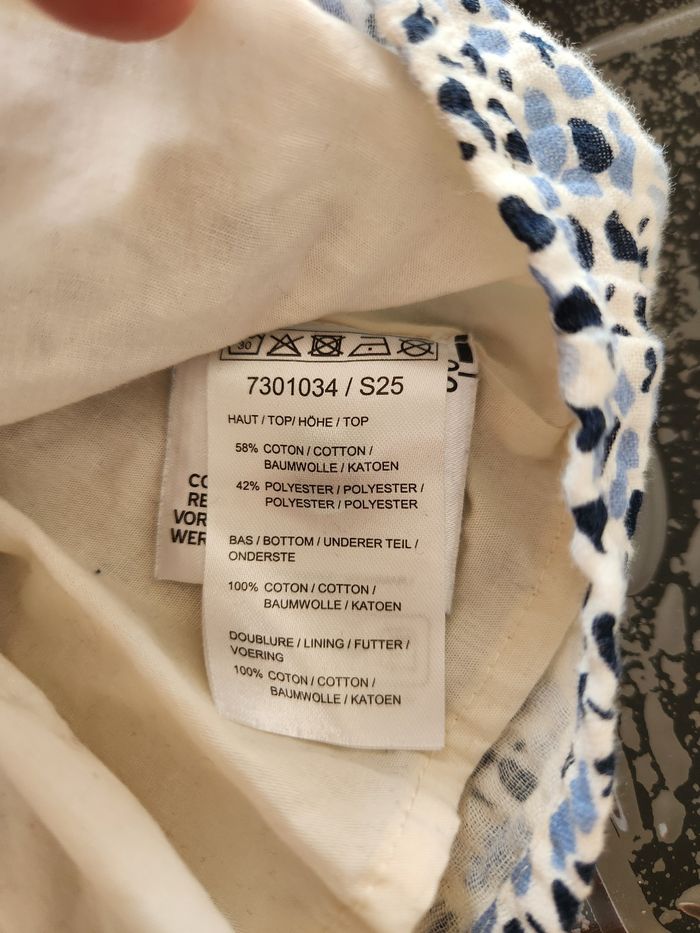 30
7301034 / S25
HAUT / TOP/ HÖHE / TOP
58% COTON / COTTON /
BAUMWOLLE / KATOEN
42% POLYESTER / POLYESTER /
POLYESTER / POLYESTER
BAS / BOTTOM / UNDERER TEIL /
ONDERSTE
100% COTON / COTTON /
BAUMWOLLE / KATOEN
DOUBLURE / LINING / FUTTER /
VOERING
100% COTON / COTTON /
BAUMWOLLE / KATOEN